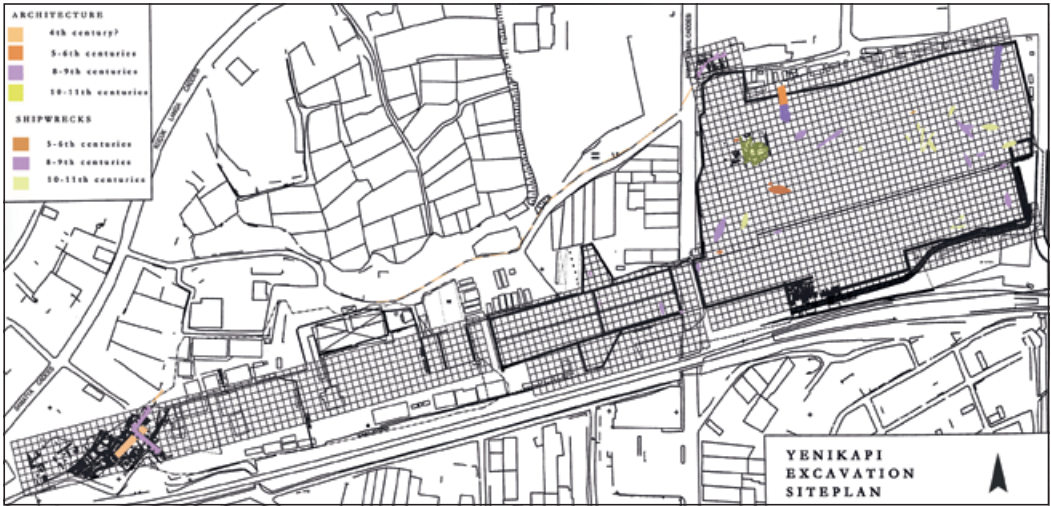 ARCHITECTURE
4th century?
5-6th centuries
8-9th centuries
10-11th centuries
SHIPWRECKS
5-6th centuries
8-9th centuries
10-11th centuries
YENIKAPI
EXCAVATION
SITEPLAN